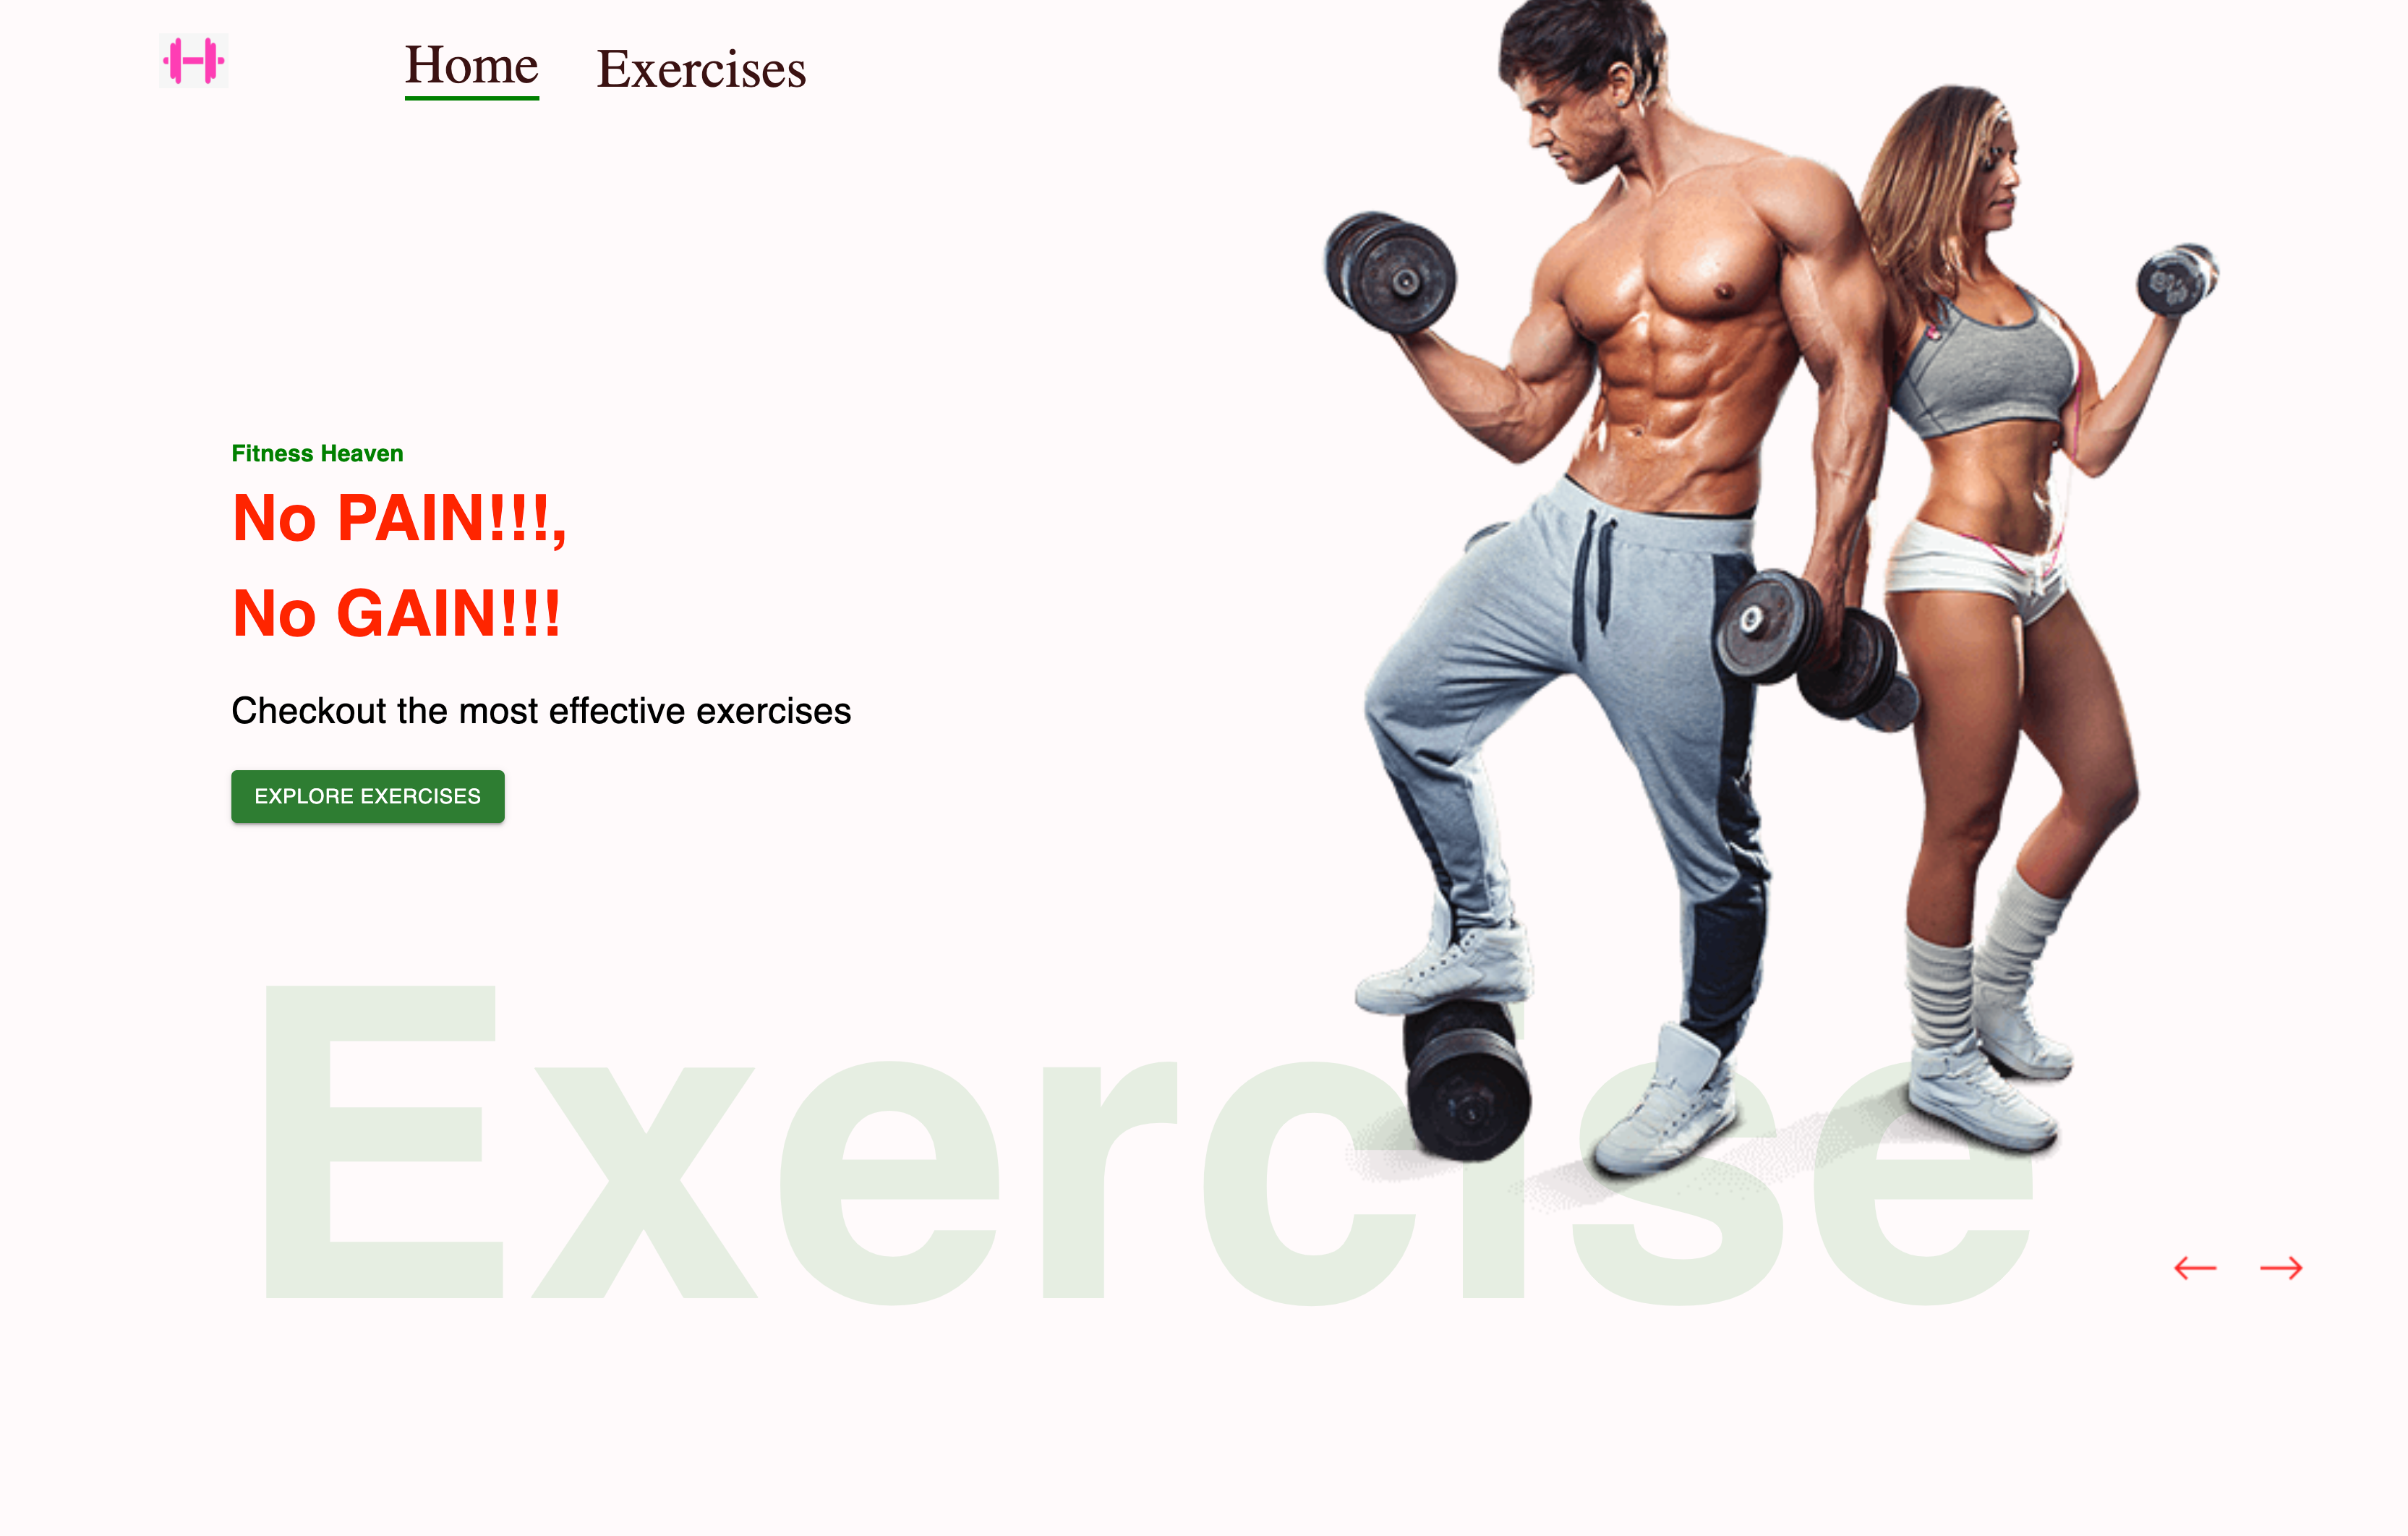 Home
Exercises
Fitness Heaven
No PAIN!!!,
No GAIN!!!
Checkout the most effective exercises
EXPLORE EXERCISES
Exercise